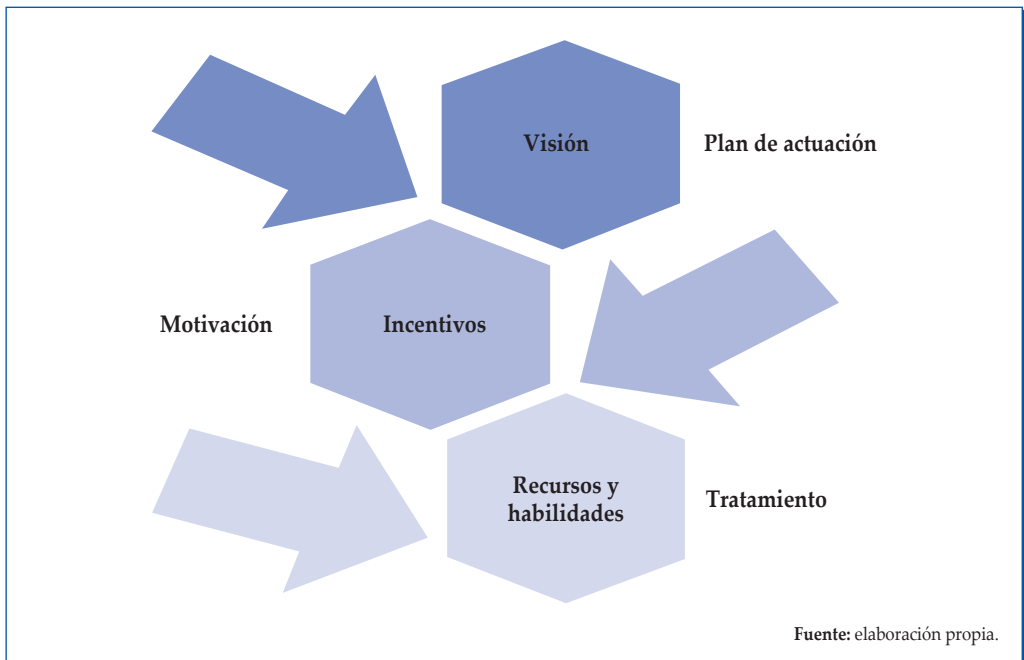 Visión
Plan de actuación
Motivación
Incentivos
Recursos y
habilidades
Tratamiento
Fuente: elaboración propia.